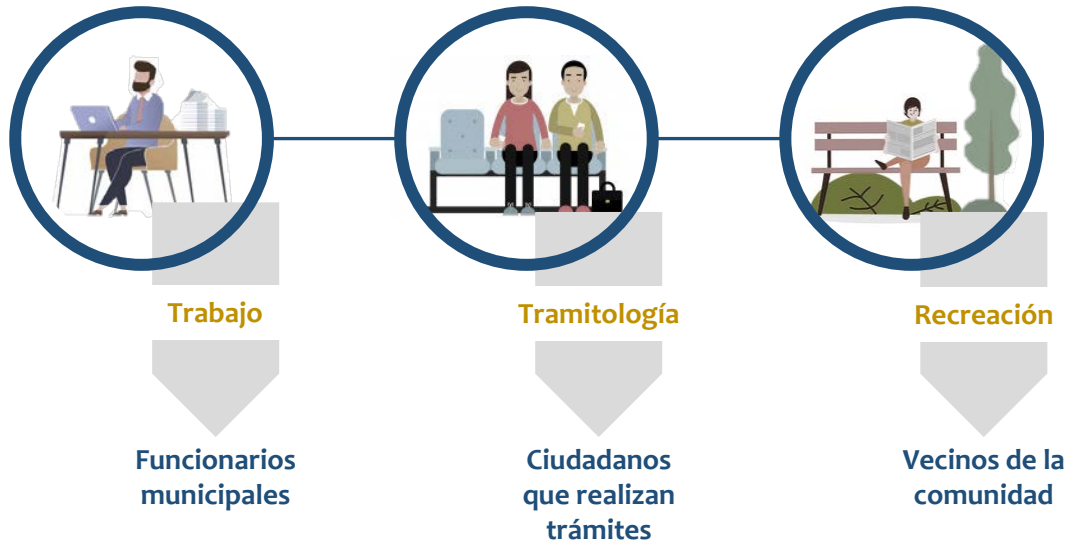 Trabajo
Tramitología
Recreación
Funcionarios
municipales
Ciudadanos
que realizan
trámites
Vecinos de la
comunidad